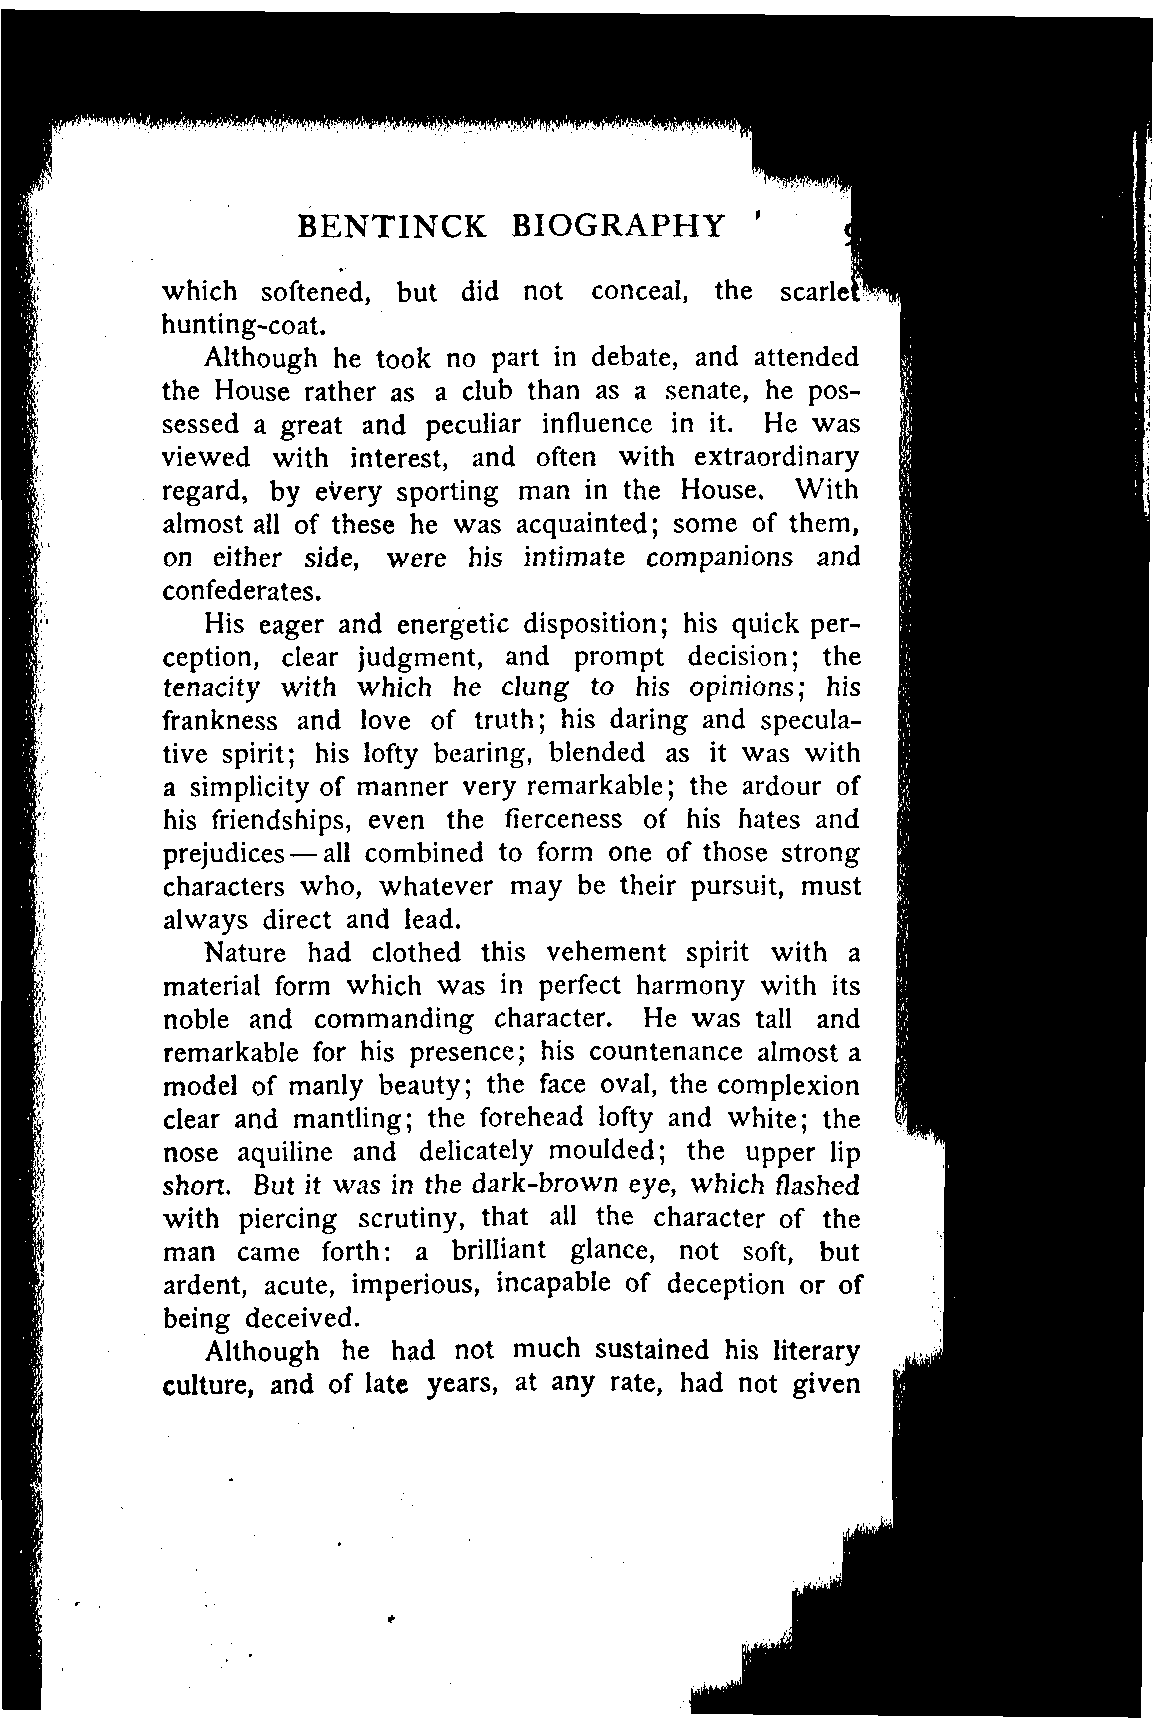 BENTINCK BIOGRAPHY
which softened, but did not conceal, the scarlet
hunting-coat.
Although he took no part in debate, and attended
the House rather as a club than as a senate, he pos-
sessed a great and peculiar influence in it. He was
viewed with interest, and often with extraordinary
regard, by every sporting man in the House. With
almost all of these he was acquainted; some of them,
on either side, were his intimate companions and
confederates.
His eager and energetic disposition; his quick per-
ception, clear judgment, and prompt decision; the
tenacity with which he clung to his opinions; his
frankness and love of truth; his daring and specula-
tive spirit; his lofty bearing, blended as it was with
a simplicity of manner very remarkable; the ardour of
his friendships, even the fierceness of his hates and
prejudices—all combined to form one of those strong
characters who, whatever may be their pursuit, must
always direct and lead.
Nature had clothed this vehement spirit with a
material form which was in perfect harmony with its
noble and commanding character. He was tall and
remarkable for his presence; his countenance almost a
model of manly beauty; the face oval, the complexion
clear and mantling; the forehead lofty and white; the
nose aquiline and delicately moulded; the upper lip
short. But it was in the dark-brown eye, which flashed
with piercing scrutiny, that all the character of the
man came forth: a brilliant glance, not soft, but
ardent, acute, imperious, incapable of deception or of
being deceived.
Although he had not much sustained his literary
culture, and of late years, at any rate, had not given